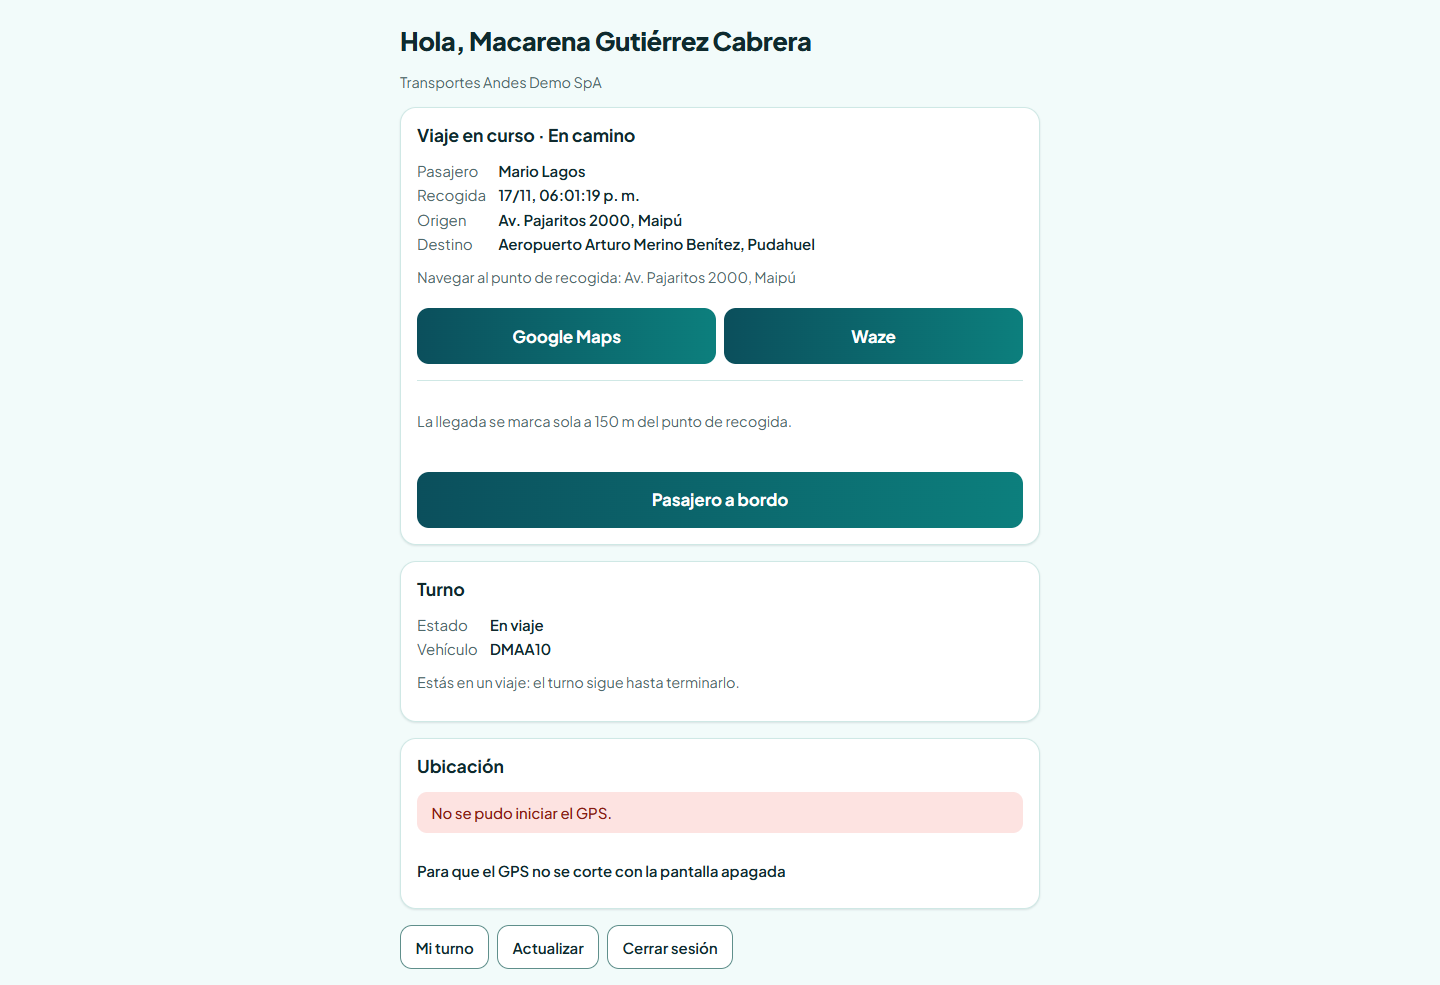 Hola, Macarena Gutiérrez Cabrera
Transportes Andes Demo SpA
Viaje en curso · En camino
Pasajero Mario Lagos
Recogida 17/11, 06:01:19 p. m.
Origen Av. Pajaritos 2000, Maipú
Destino Aeropuerto Arturo Merino Benítez, Pudahuel
Navegar al punto de recogida: Av. Pajaritos 2000, Maipú
Google Maps Waze
La llegada se marca sola a 150 m del punto de recogida.
Pasajero a bordo
Turno
Estado En viaje
Vehículo DMAA10
Estás en un viaje: el turno sigue hasta terminarlo.
Ubicación
No se pudo iniciar el GPS.
Para que el GPS no se corte con la pantalla apagada
Mi turno Actualizar Cerrar sesión